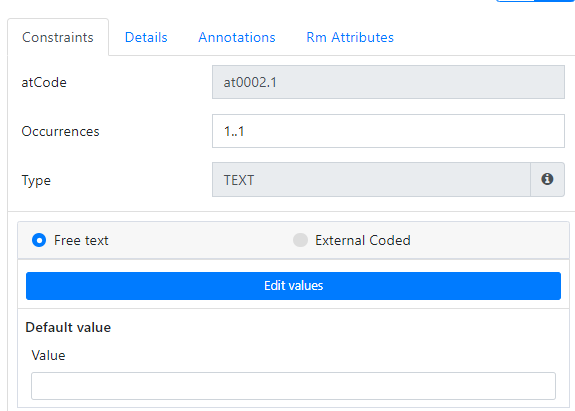 Constraints Details Annotations Rm Attributes
atCode at0002.1
Occurrences 1..1
Type TEXT
Free text External Coded
Edit values
Default value
Value